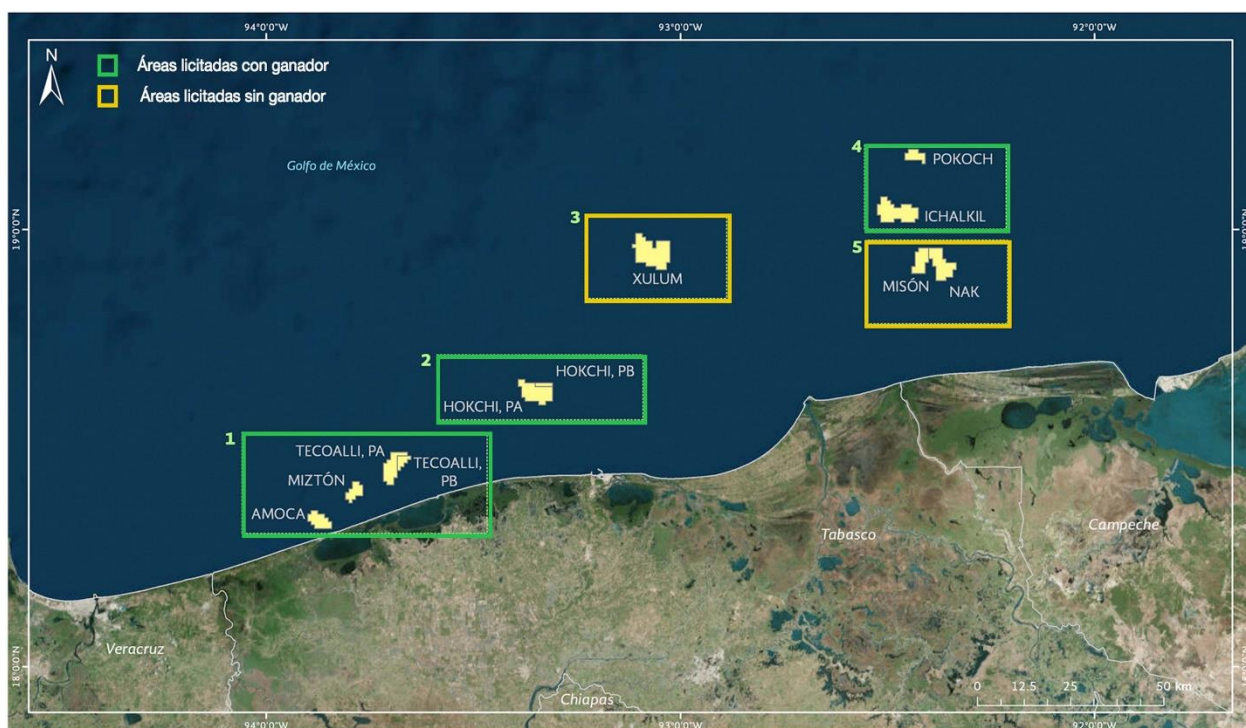 94°0'0"W
93°0'0"W
92°0'0"W
N
Áreas licitadas con ganador
Áreas licitadas sin ganador
Golfo de México
4
POKOCH
ICHALKIL
19°0'0"N
19°0'0"N
3
XULUM
5
MISÓN
NAK
2
HOKCHI, PB
HOKCHI, PA
1
TECOALLI, PA
TECOALLI,
PB
MIZTÓN
AMOCA
Tabasco
Campeche
Veracruz
Chiapas
18°0'0"N
0 12.5 25 50 km
94°0'0"W
93°0'0"W
92°0'0"W